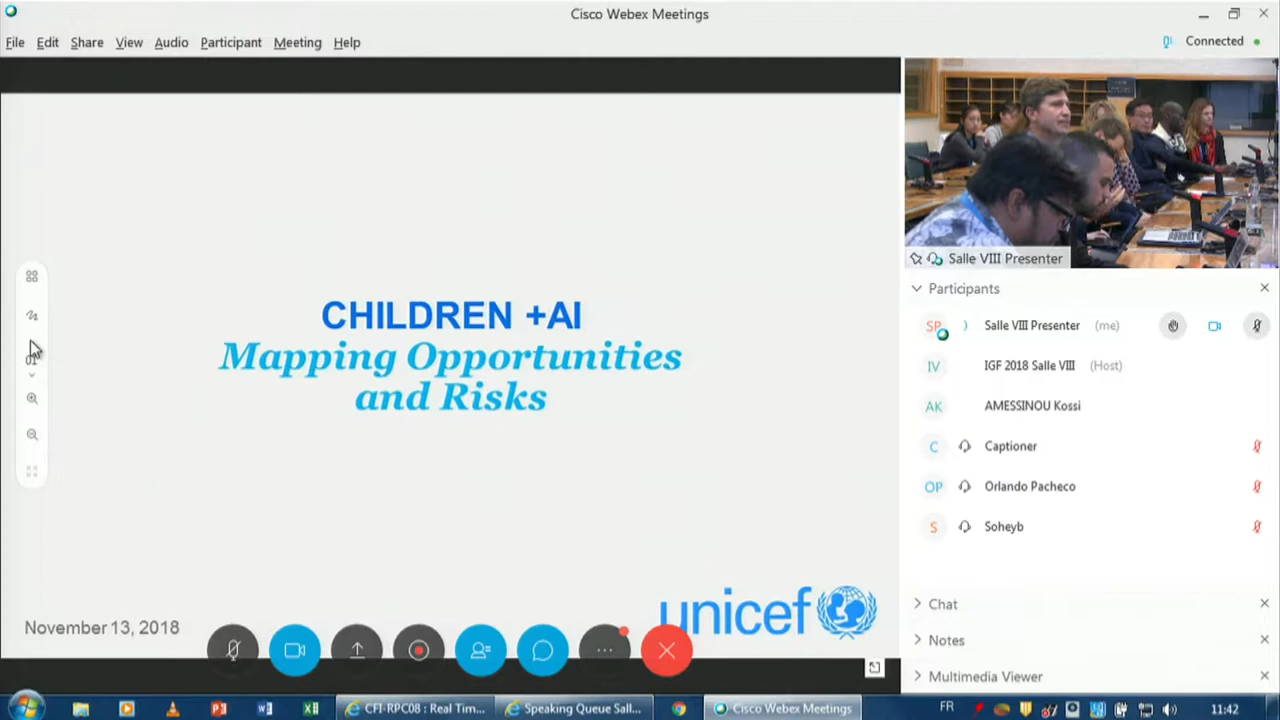 Cisco Webex Meetings
File Edit Share View Audio Participant Meeting Help
Connected
CHILDREN +AI
Mapping Opportunities
and Risks
November 13, 2018
unicef
Salle VIII Presenter
Participants
SP Salle VIII Presenter (me)
IV IGF 2018 Salle VIII (Host)
AK AMESSINOU Kossi
C Captioner
OP Orlando Pacheco
S Soheyb
Chat
Notes
Multimedia Viewer
CFI-RPC08 : Real Tim... Speaking Queue Sall... Cisco Webex Meetings FR 11:42